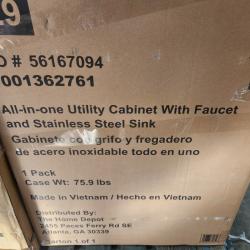 9
O # 56167094
001362761
All-in-one Utility Cabinet With Faucet
and Stainless Steel Sink
Gabinete con grifo y fregadero
de acero inoxidable todo en uno
1 Pack
Case Wt: 75.9 lbs
Made in Vietnam / Hecho en Vietnam
Distributed By:
The Home Depot
2455 Paces Ferry Rd SE
Atlanta, GA 30339
Carton 1 of 1